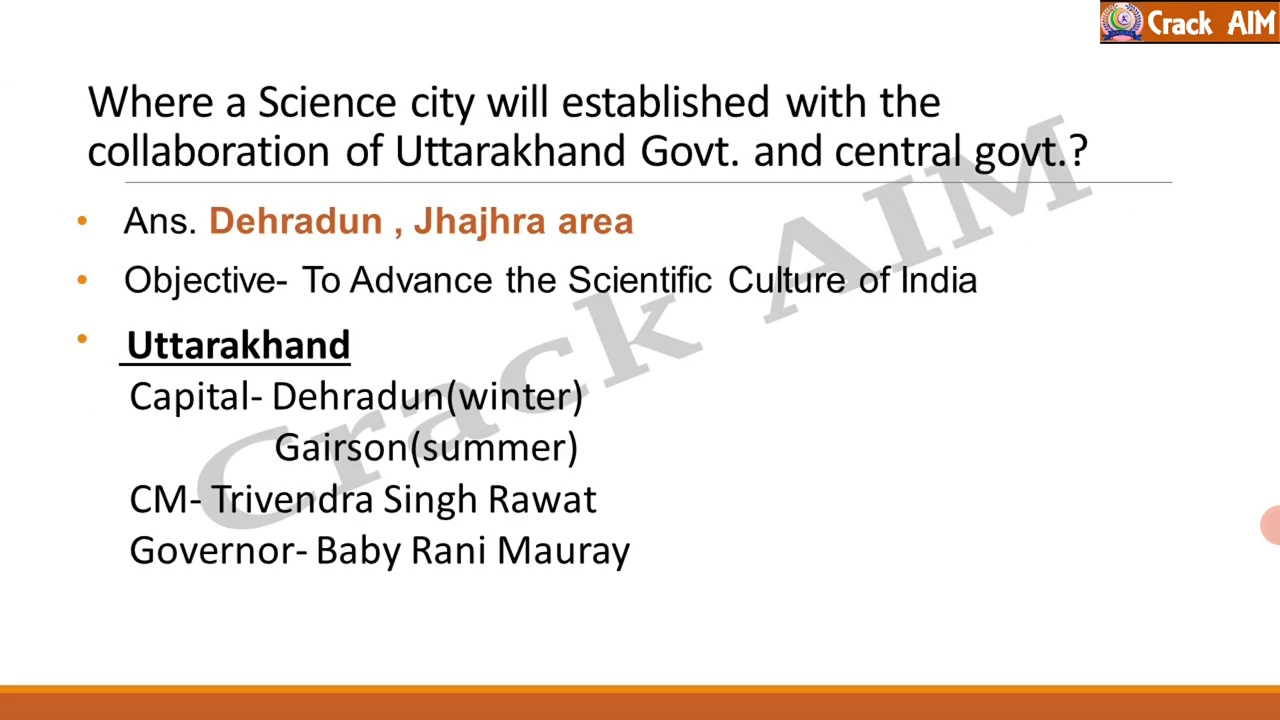 Crack AIM
Where a Science city will established with the
collaboration of Uttarakhand Govt. and central govt.?
• Ans. Dehradun , Jhajhra area
• Objective- To Advance the Scientific Culture of India
• Uttarakhand
Capital- Dehradun(winter)
Gairson(summer)
CM- Trivendra Singh Rawat
Governor- Baby Rani Mauray
Crack AIM